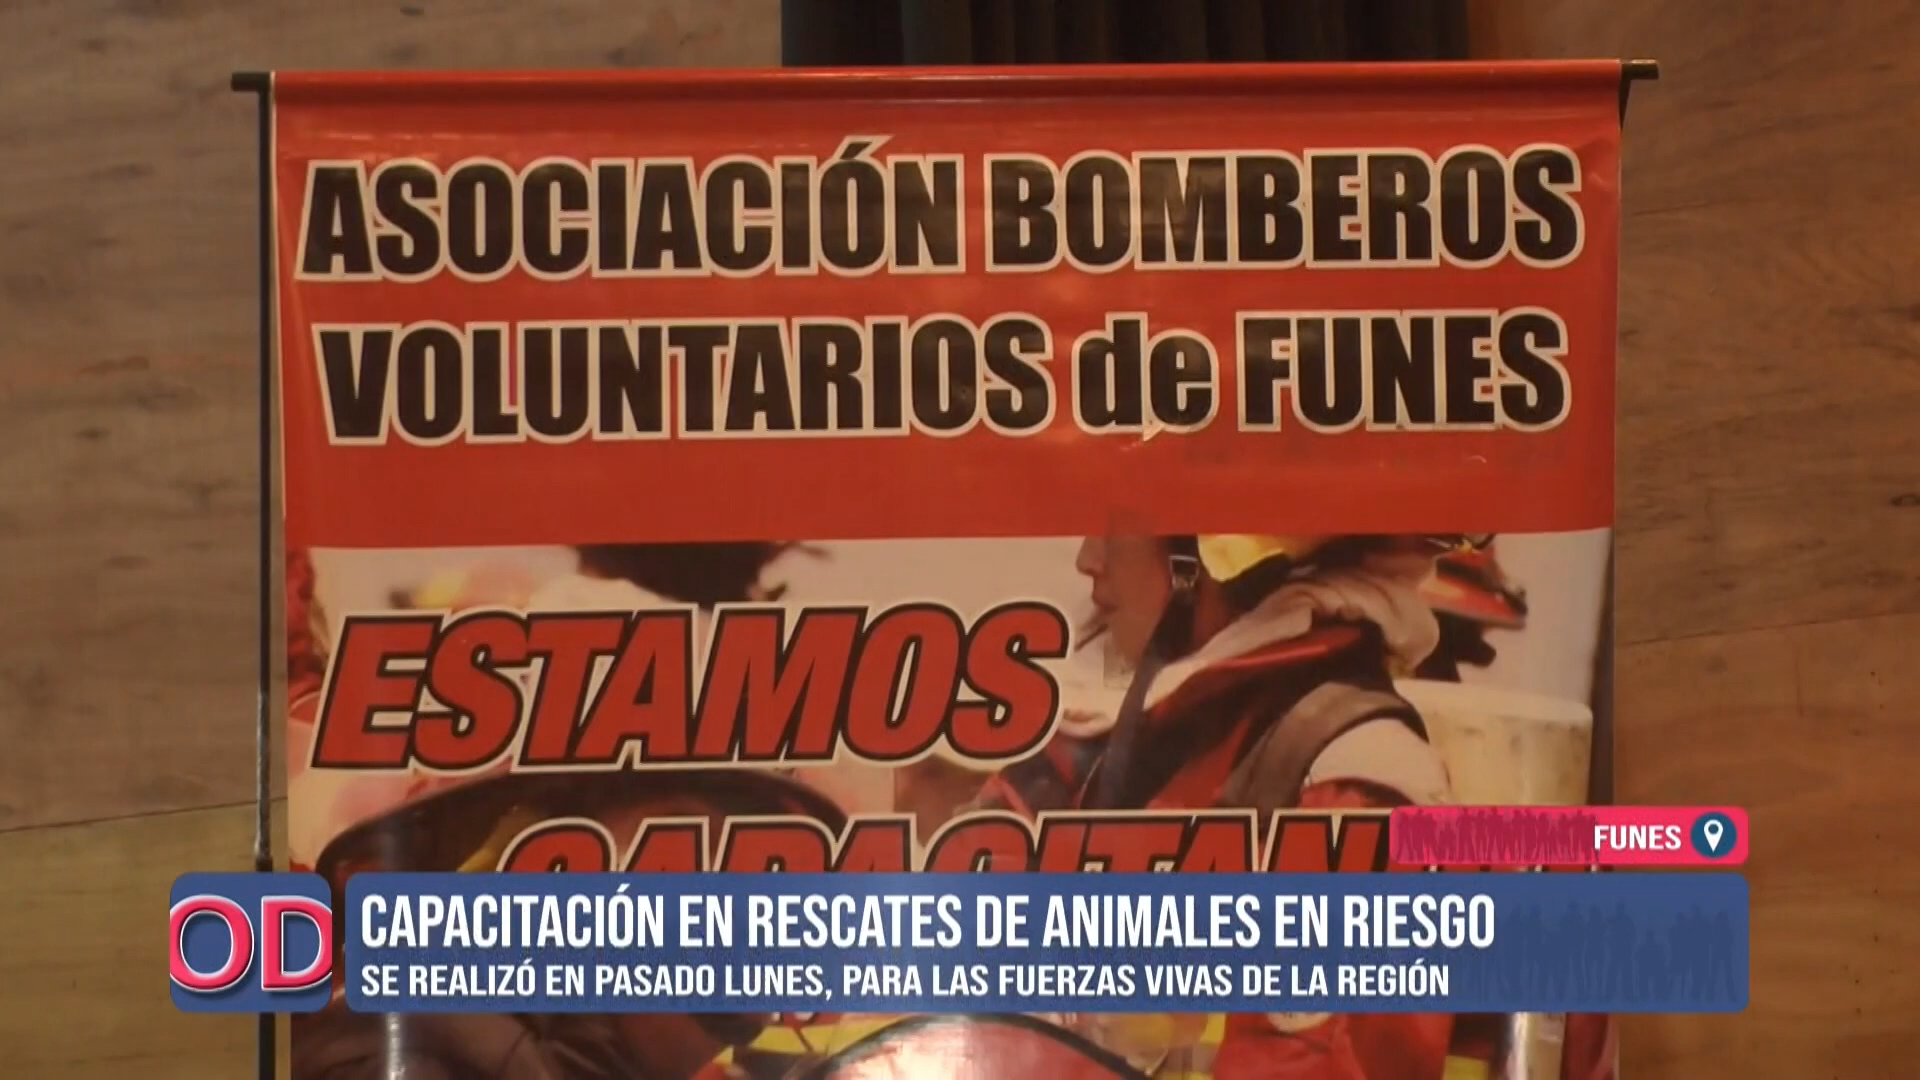 ASOCIACIÓN BOMBEROS
VOLUNTARIOS de FUNES
ESTAMOS
CAPACITAN
FUNES
OD
CAPACITACIÓN EN RESCATES DE ANIMALES EN RIESGO
SE REALIZÓ EN PASADO LUNES, PARA LAS FUERZAS VIVAS DE LA REGIÓN